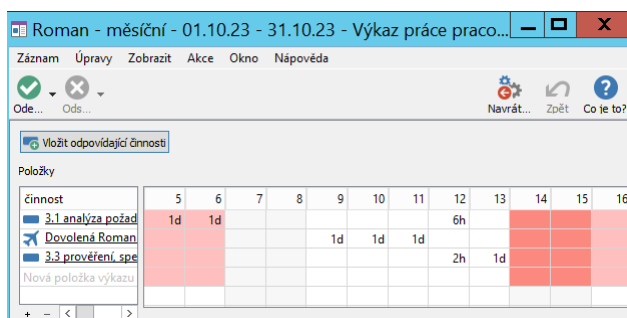 Roman - měsíční - 01.10.23 - 31.10.23 - Výkaz práce praco...
Záznam Úpravy Zobrazit Akce Okno Nápověda
Ode... Ods... Navrát... Zpět Co je to?
Vložit odpovídající činnosti
Položky
činnost 5 6 7 8 9 10 11 12 13 14 15 16
3.1 analýza požad 1d 1d 6h
Dovolená Roman 1d 1d 1d
3.3 prověření, spe 2h 1d
Nová položka výkazu
+ - < >